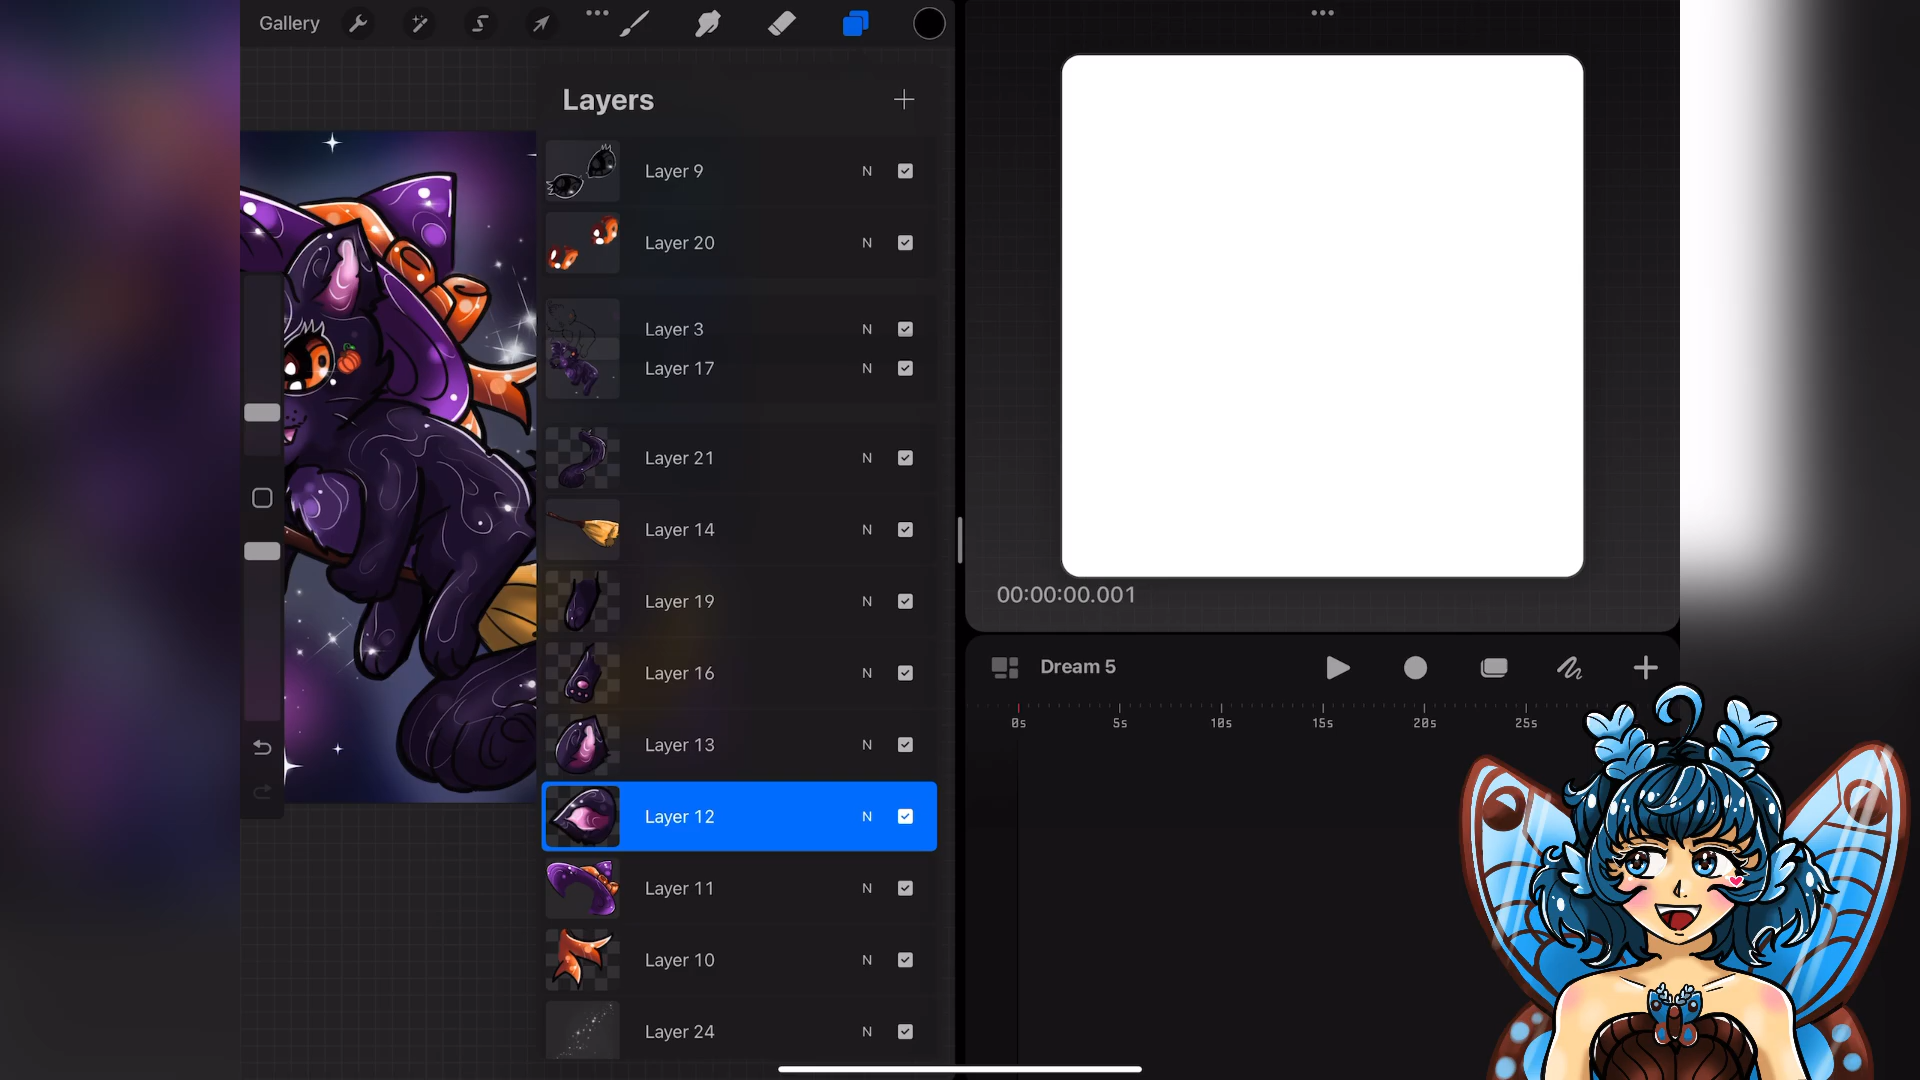 Gallery
Layers
Layer 9 N
Layer 20 N
Layer 3 N
Layer 17 N
Layer 21 N
Layer 14 N
Layer 19 N
Layer 16 N
Layer 13 N
Layer 12 N
Layer 11 N
Layer 10 N
Layer 24 N
00:00:00.001
Dream 5
0s 5s 10s 15s 20s 25s